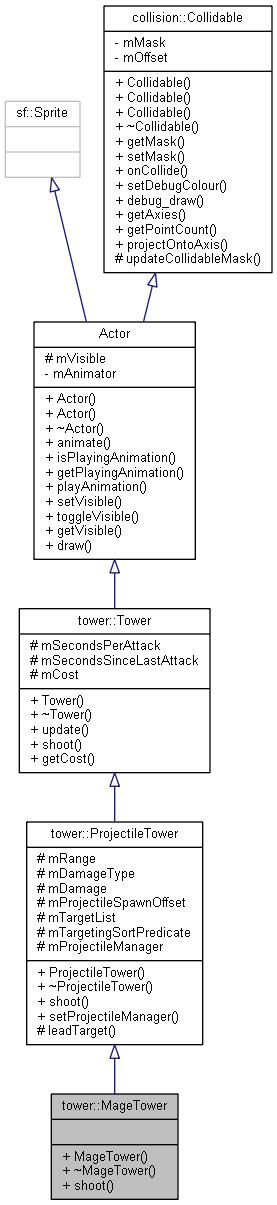 collision::Collidable
- mMask
- mOffset
+ Collidable()
+ Collidable()
+ Collidable()
+ ~Collidable()
+ getMask()
+ setMask()
+ onCollide()
+ setDebugColour()
+ debug_draw()
+ getAxies()
+ getPointCount()
+ projectOntoAxis()
# updateCollidableMask()
sf::Sprite
Actor
# mVisible
- mAnimator
+ Actor()
+ Actor()
+ ~Actor()
+ animate()
+ isPlayingAnimation()
+ getPlayingAnimation()
+ playAnimation()
+ setVisible()
+ toggleVisible()
+ getVisible()
+ draw()
tower::Tower
# mSecondsPerAttack
# mSecondsSinceLastAttack
# mCost
+ Tower()
+ ~Tower()
+ update()
+ shoot()
+ getCost()
tower::ProjectileTower
# mRange
# mDamageType
# mDamage
# mProjectileSpawnOffset
# mTargetList
# mTargetingSortPredicate
# mProjectileManager
+ ProjectileTower()
+ ~ProjectileTower()
+ shoot()
+ setProjectileManager()
# leadTarget()
tower::MageTower
+ MageTower()
+ ~MageTower()
+ shoot()